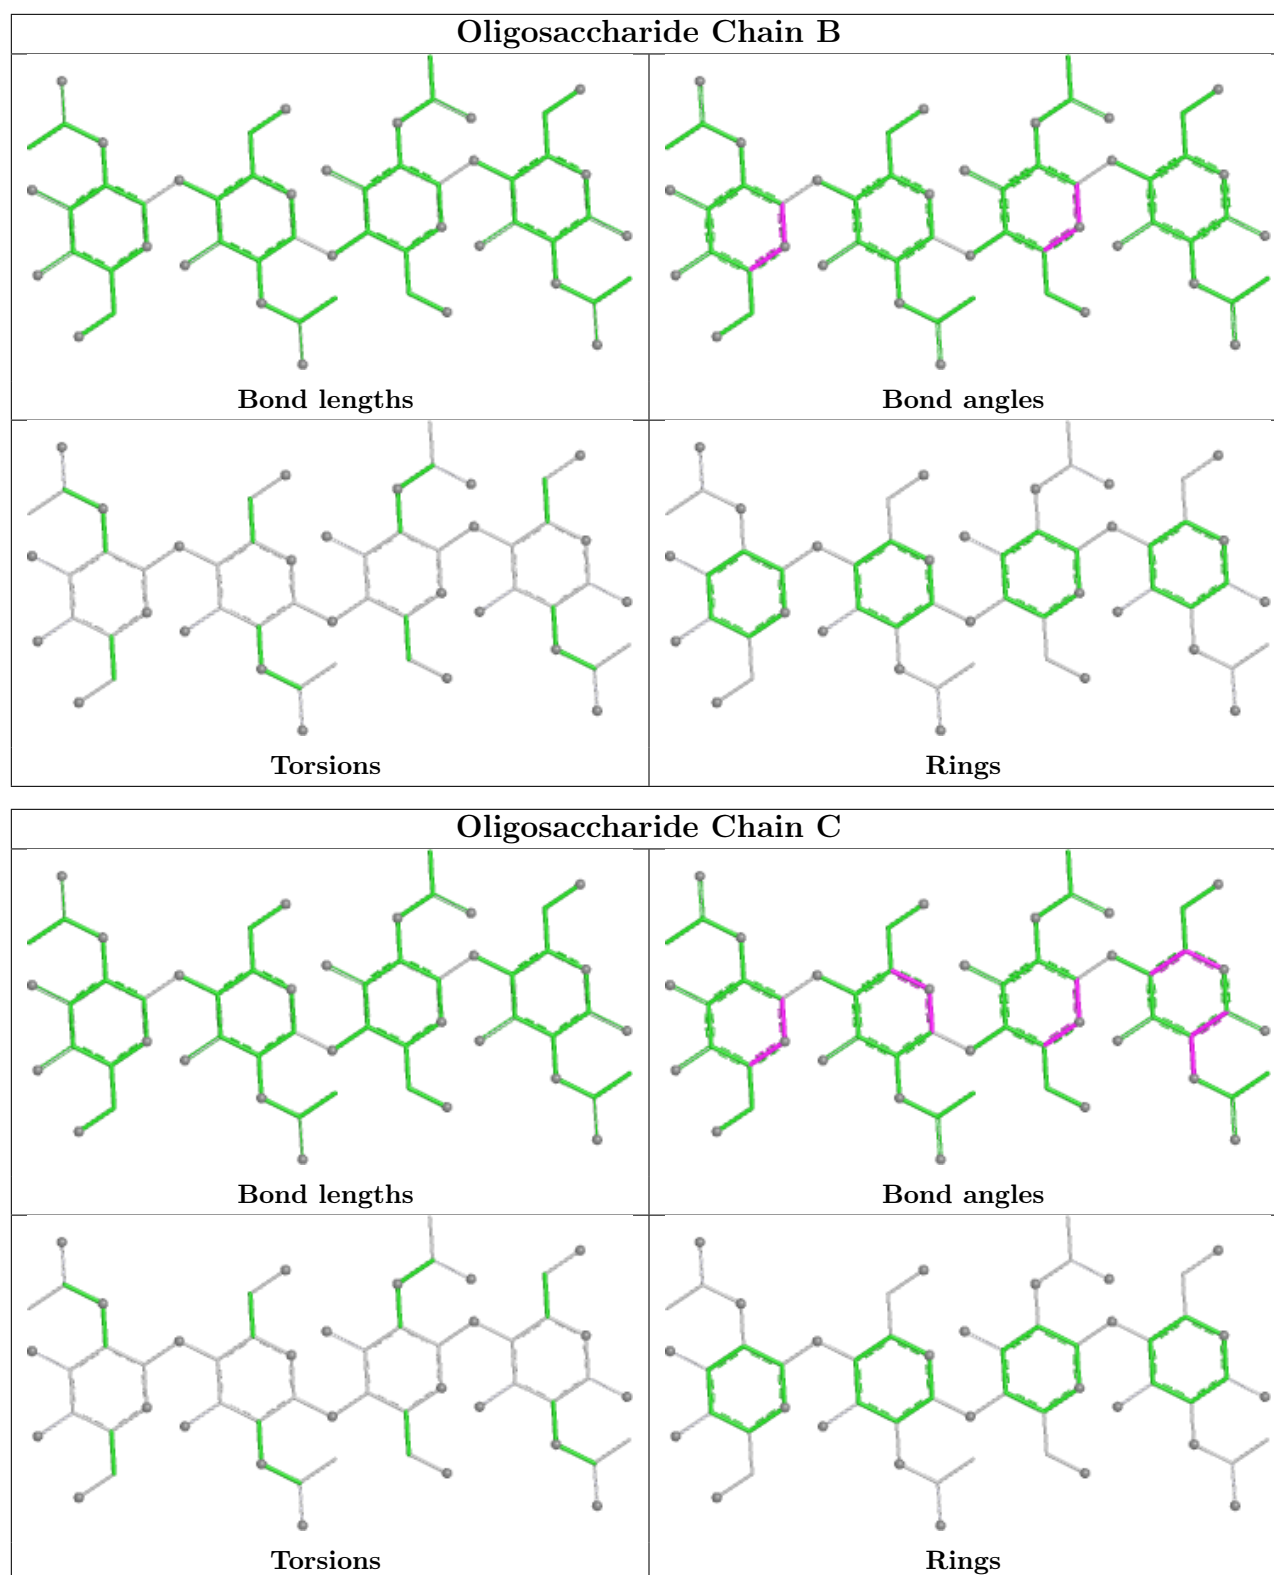 Oligosaccharide Chain B
Bond lengths
Bond angles
Torsions
Rings
Oligosaccharide Chain C
Bond lengths
Bond angles
Torsions
Rings